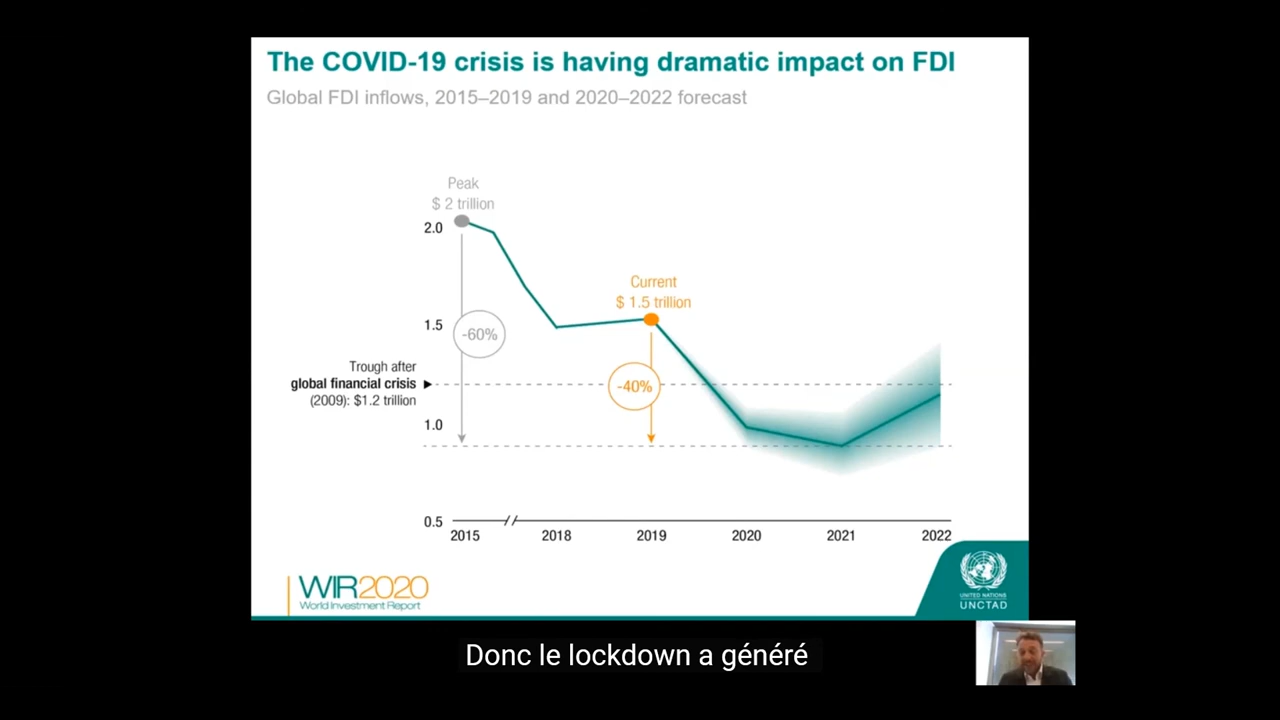 The COVID-19 crisis is having dramatic impact on FDI
Global FDI inflows, 2015–2019 and 2020–2022 forecast
Peak
$ 2 trillion
2.0
Current
$ 1.5 trillion
1.5
-60%
Trough after
global financial crisis
(2009): $1.2 trillion
-40%
1.0
0.5
2015
2018
2019
2020
2021
2022
WIR2020
World Investment Report
UNITED NATIONS
UNCTAD
Donc le lockdown a généré